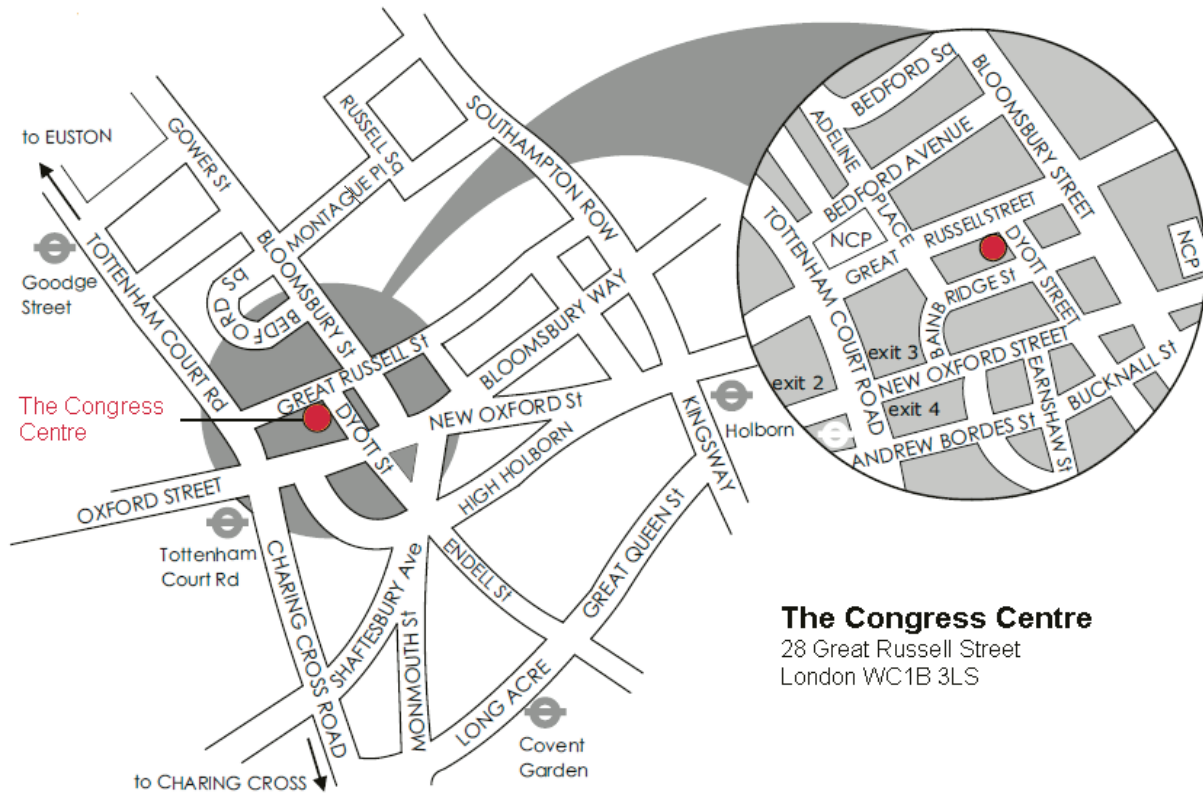 to EUSTON
GOWER St
RUSSELL Sq
MONTAGUE Pl
SOUTHAMPTON ROW
Goodge
Street
TOTTENHAM COURT Rd
BEDFORD Sq
BLOOMSBURY St
GREAT RUSSELL St
BLOOMSBURY WAY
The Congress
Centre
DYOTT St
NEW OXFORD St
HIGH HOLBORN
Holborn
KINGSWAY
OXFORD STREET
Tottenham
Court Rd
CHARING CROSS ROAD
SHAFTESBURY Ave
MONMOUTH St
ENDELL St
GREAT QUEEN St
LONG ACRE
Covent
Garden
to CHARING CROSS
BEDFORD Sq
BLOOMSBURY STREET
ADELINE PLACE
BEDFORD AVENUE
TOTTENHAM COURT ROAD
NCP
GREAT RUSSELL STREET
NCP
DYOTT STREET
BAINBRIDGE St
exit 3
exit 2
NEW OXFORD STREET
exit 4
EARNSHAW St
BUCKNALL St
ANDREW BORDES St
The Congress Centre
28 Great Russell Street
London WC1B 3LS